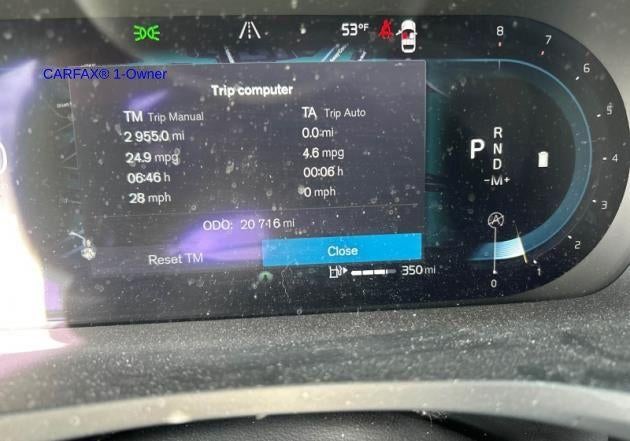 53°F
CARFAX® 1-Owner
Trip computer
TM Trip Manual
TA Trip Auto
2 955.0 mi
0.0 mi
24.9 mpg
4.6 mpg
06:46 h
00:06 h
28 mph
0 mph
ODO: 20 716 mi
Reset TM
Close
350 mi
P
R
N
D
-M+
8
7
6
5
4
3
2
1
0